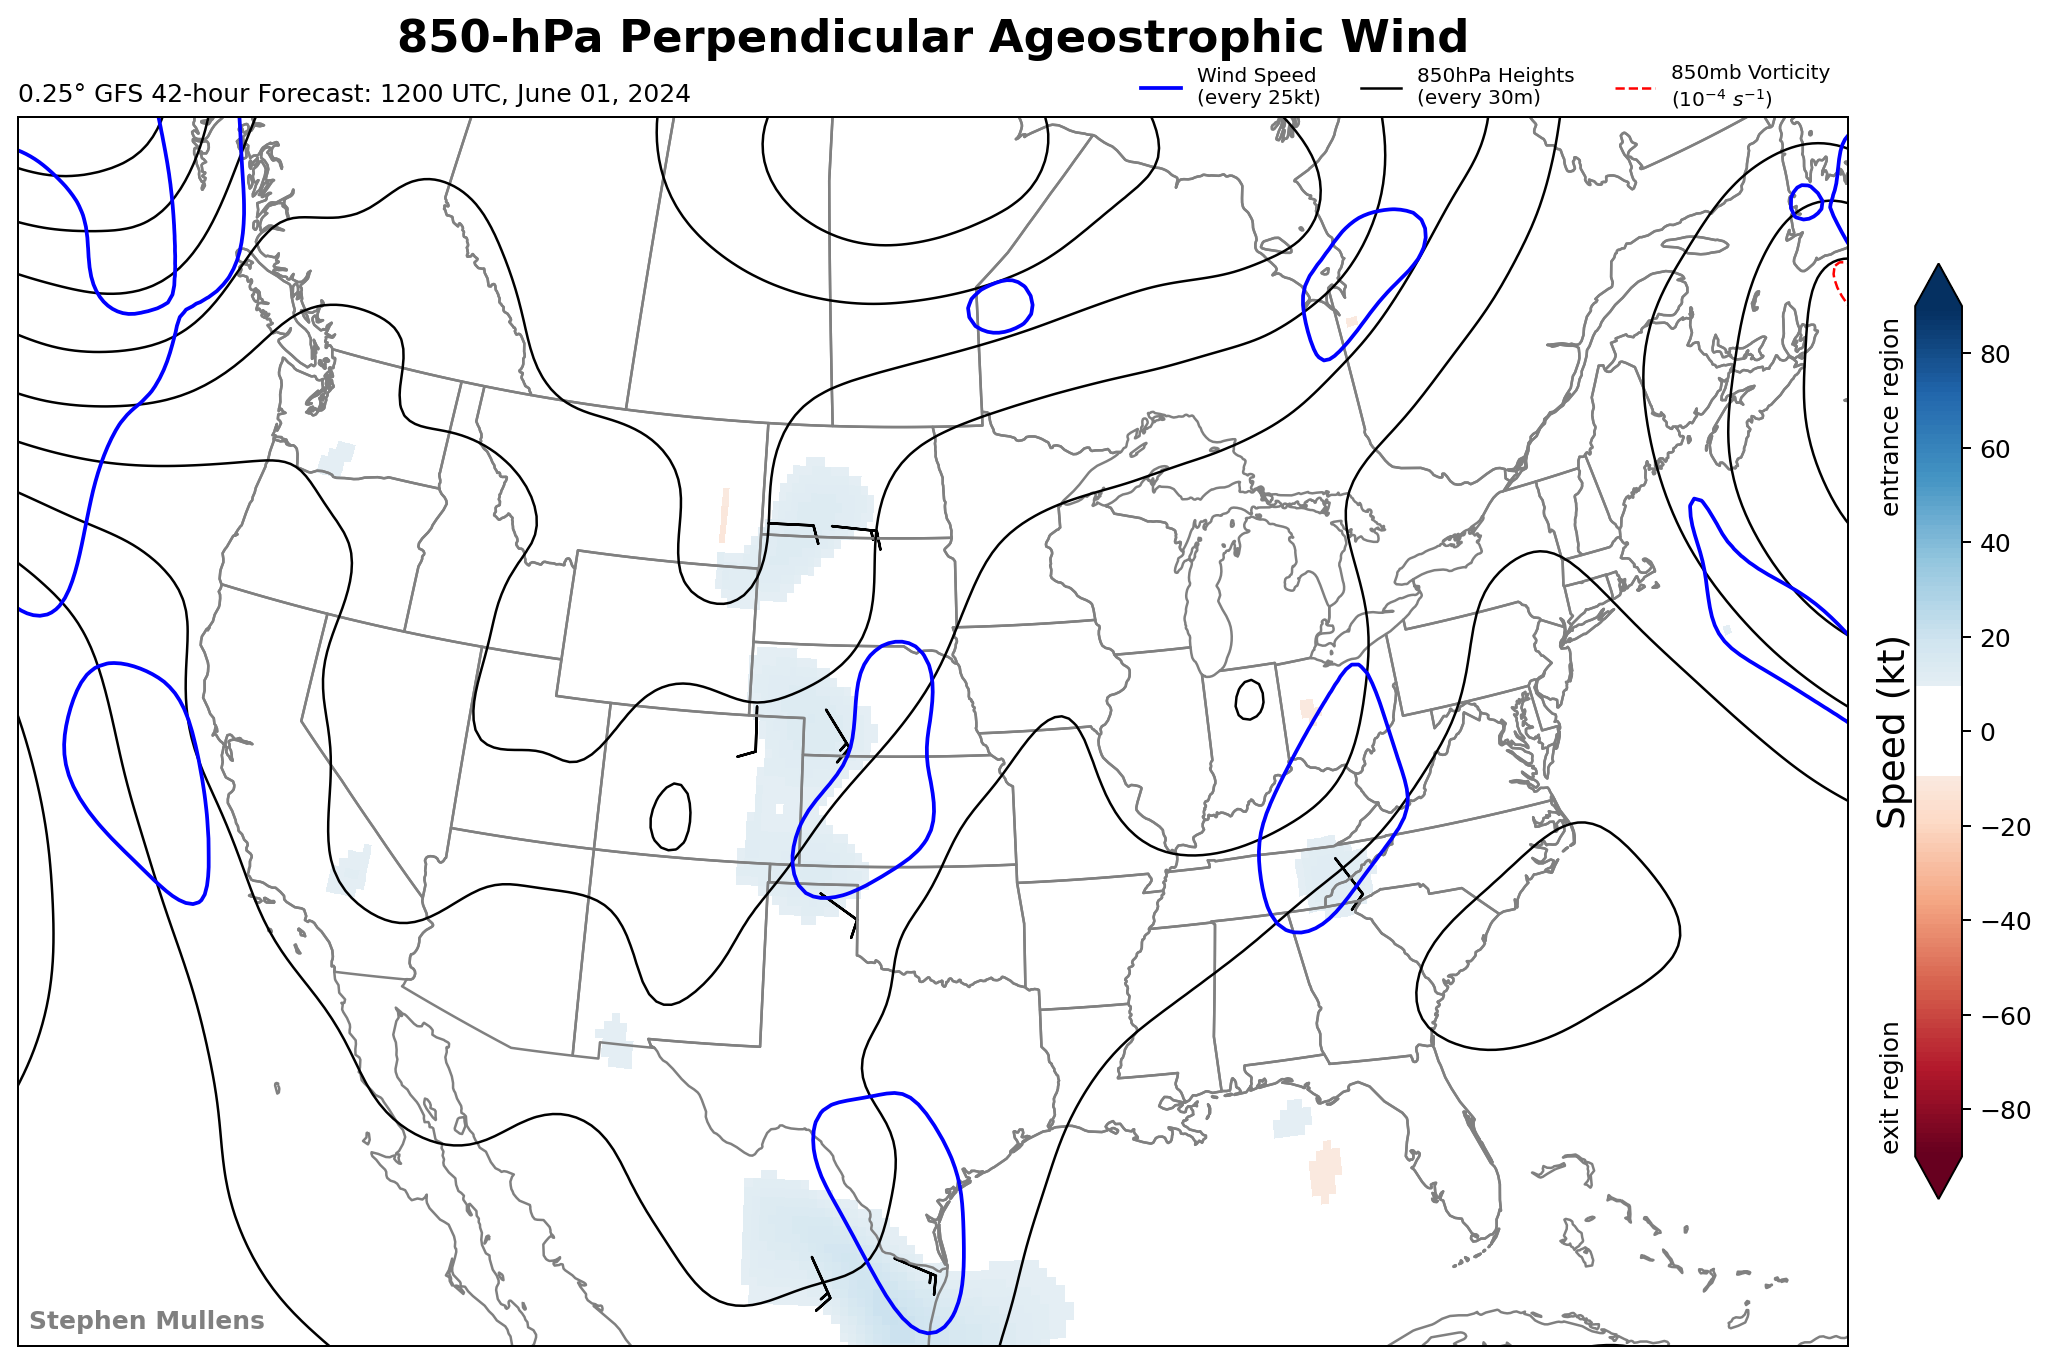 850-hPa Perpendicular Ageostrophic Wind
0.25° GFS 42-hour Forecast: 1200 UTC, June 01, 2024
Wind Speed
(every 25kt)
850hPa Heights
(every 30m)
850mb Vorticity
(10⁻⁴ s⁻¹)
entrance region
Speed (kt)
exit region
80
60
40
20
0
−20
−40
−60
−80
Stephen Mullens